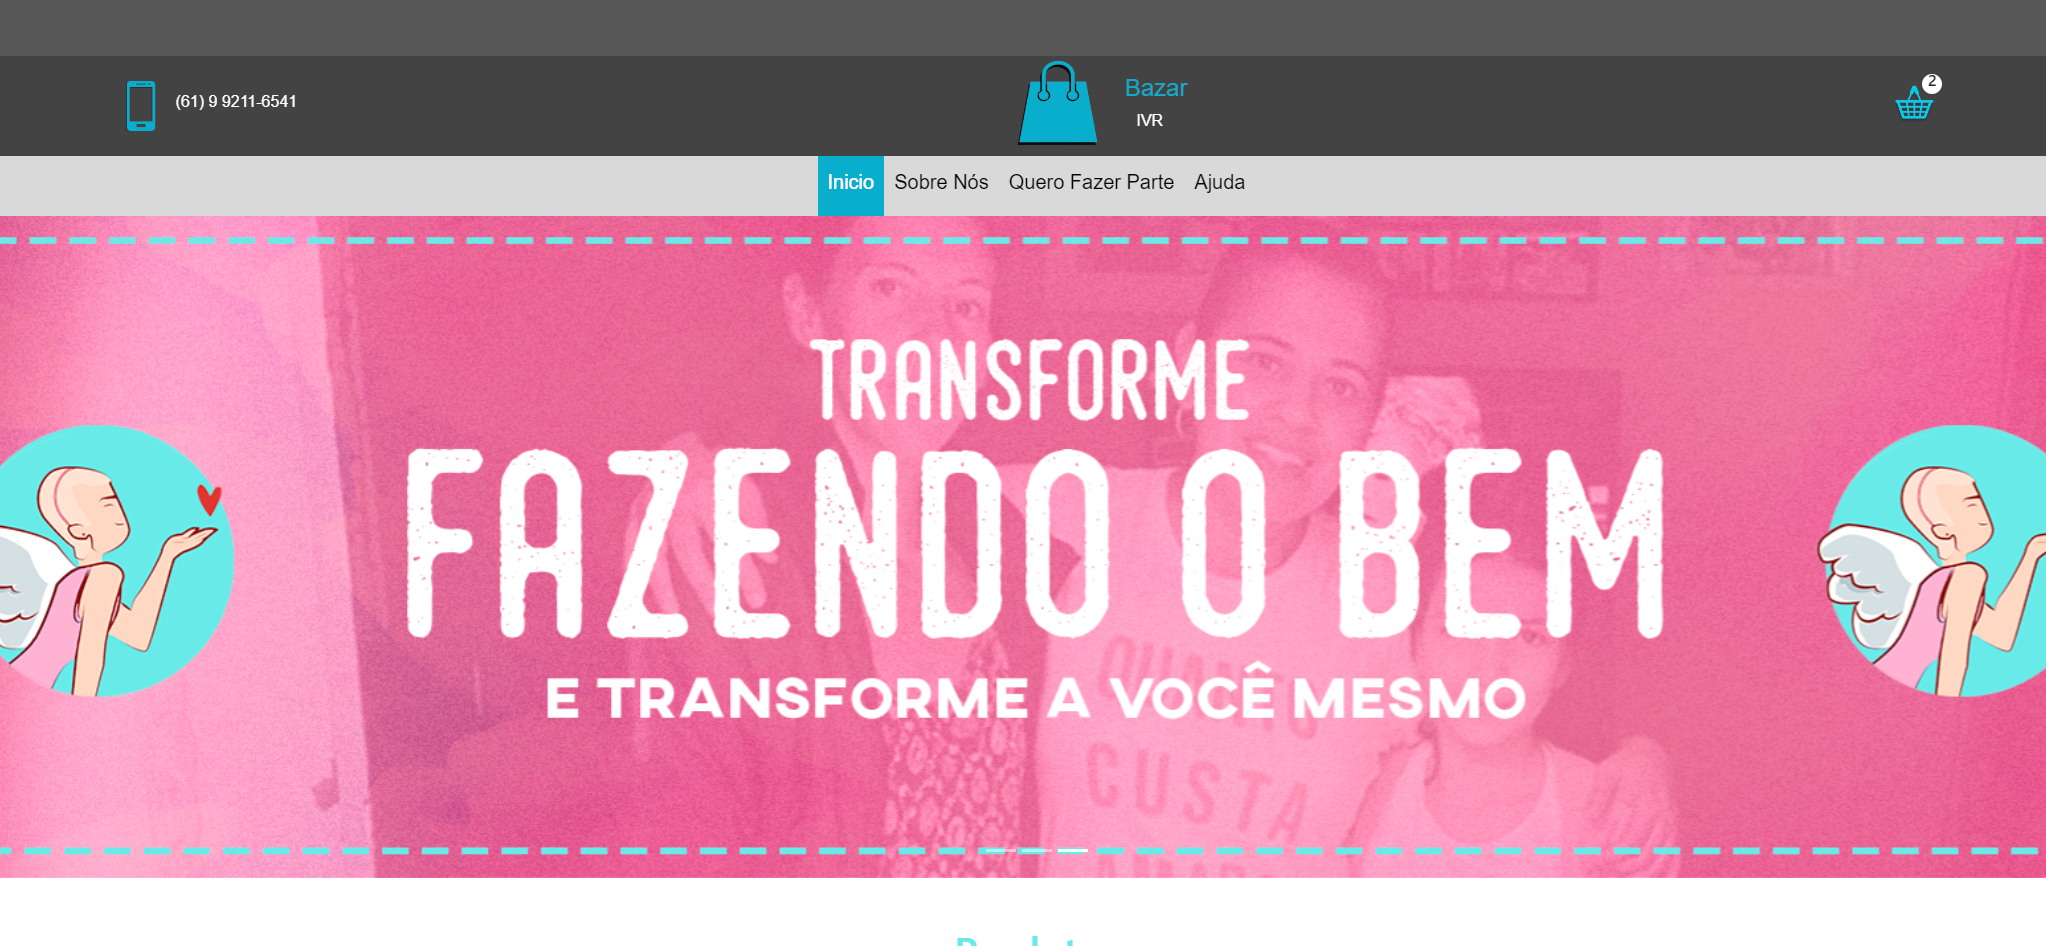 (61) 9 9211-6541
Bazar
IVR
2
Inicio Sobre Nós Quero Fazer Parte Ajuda
TRANSFORME
FAZENDO O BEM
E TRANSFORME A VOCÊ MESMO
CUSTA